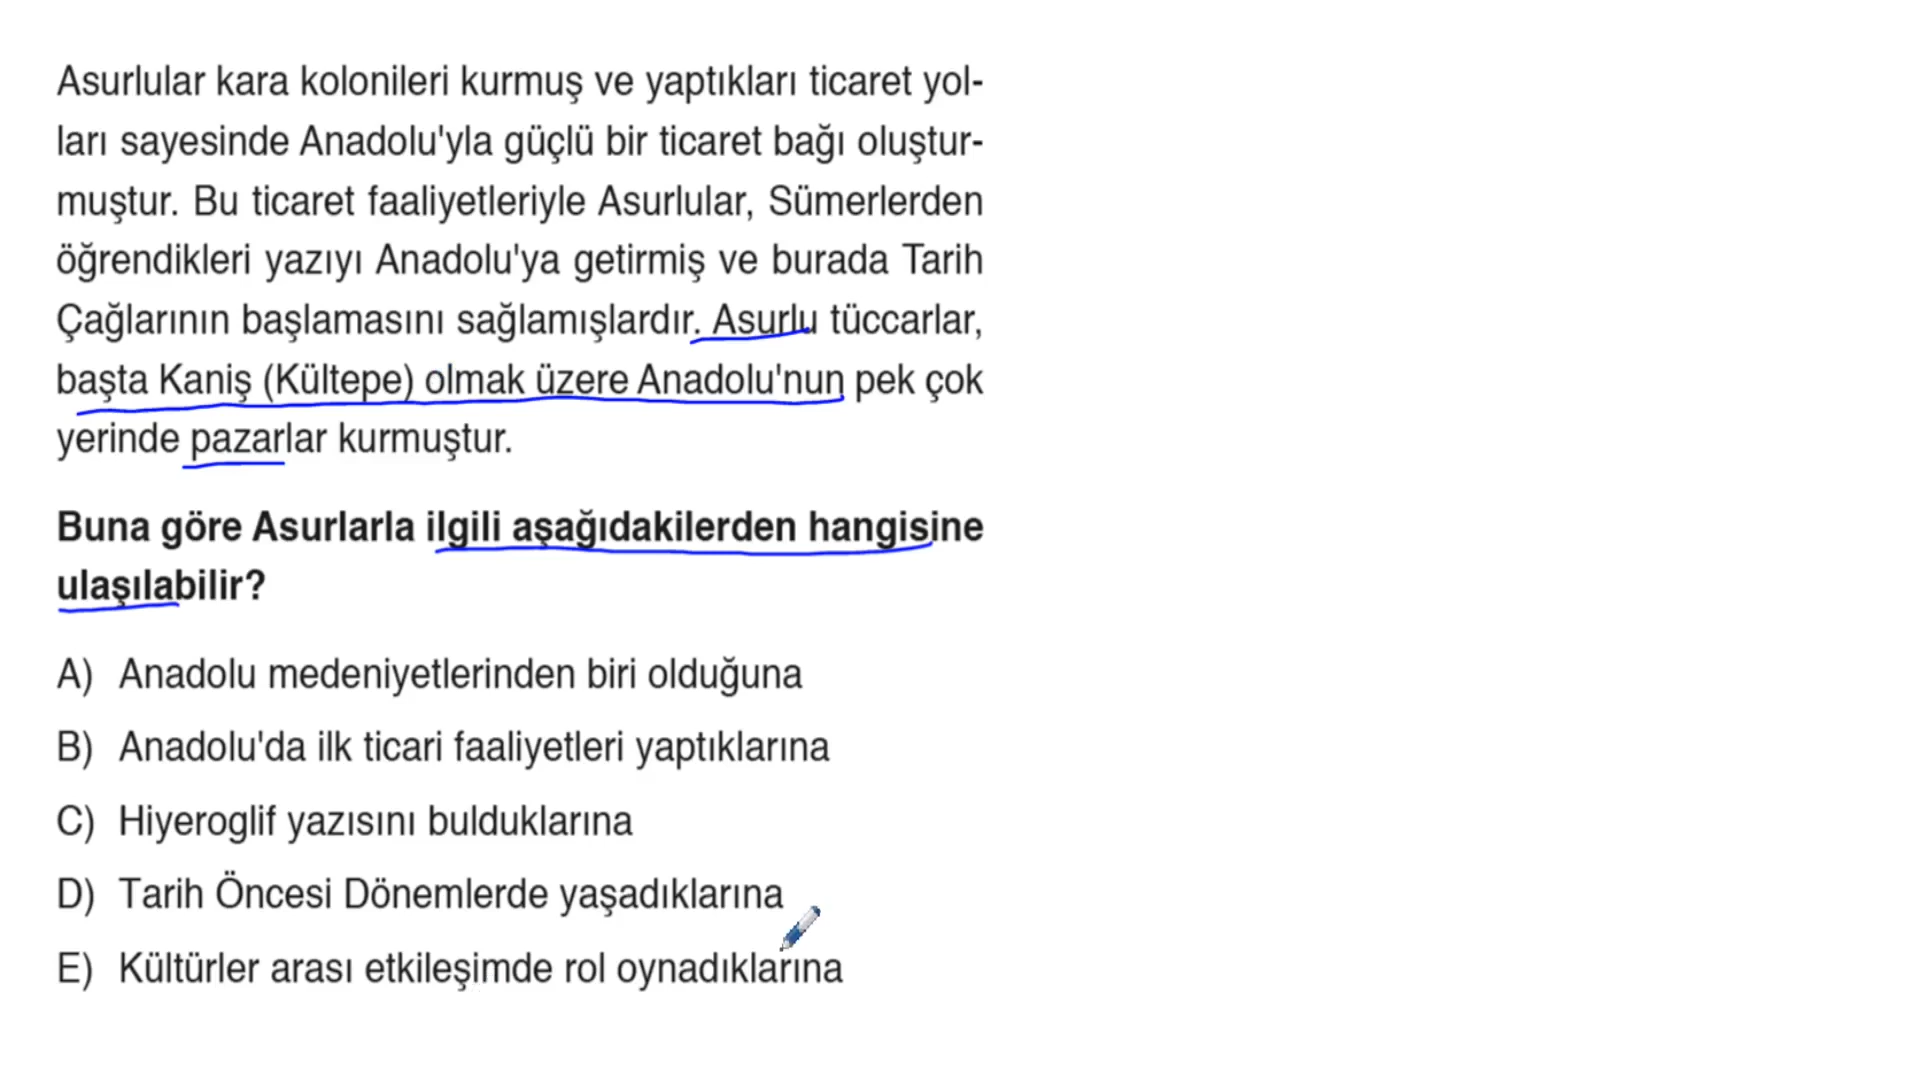 Asurlular kara kolonileri kurmuş ve yaptıkları ticaret yol-
ları sayesinde Anadolu'yla güçlü bir ticaret bağı oluştur-
muştur. Bu ticaret faaliyetleriyle Asurlular, Sümerlerden
öğrendikleri yazıyı Anadolu'ya getirmiş ve burada Tarih
Çağlarının başlamasını sağlamışlardır. Asurlu tüccarlar,
başta Kaniş (Kültepe) olmak üzere Anadolu'nun pek çok
yerinde pazarlar kurmuştur.
Buna göre Asurlarla ilgili aşağıdakilerden hangisine
ulaşılabilir?
A) Anadolu medeniyetlerinden biri olduğuna
B) Anadolu'da ilk ticari faaliyetleri yaptıklarına
C) Hiyeroglif yazısını bulduklarına
D) Tarih Öncesi Dönemlerde yaşadıklarına
E) Kültürler arası etkileşimde rol oynadıklarına